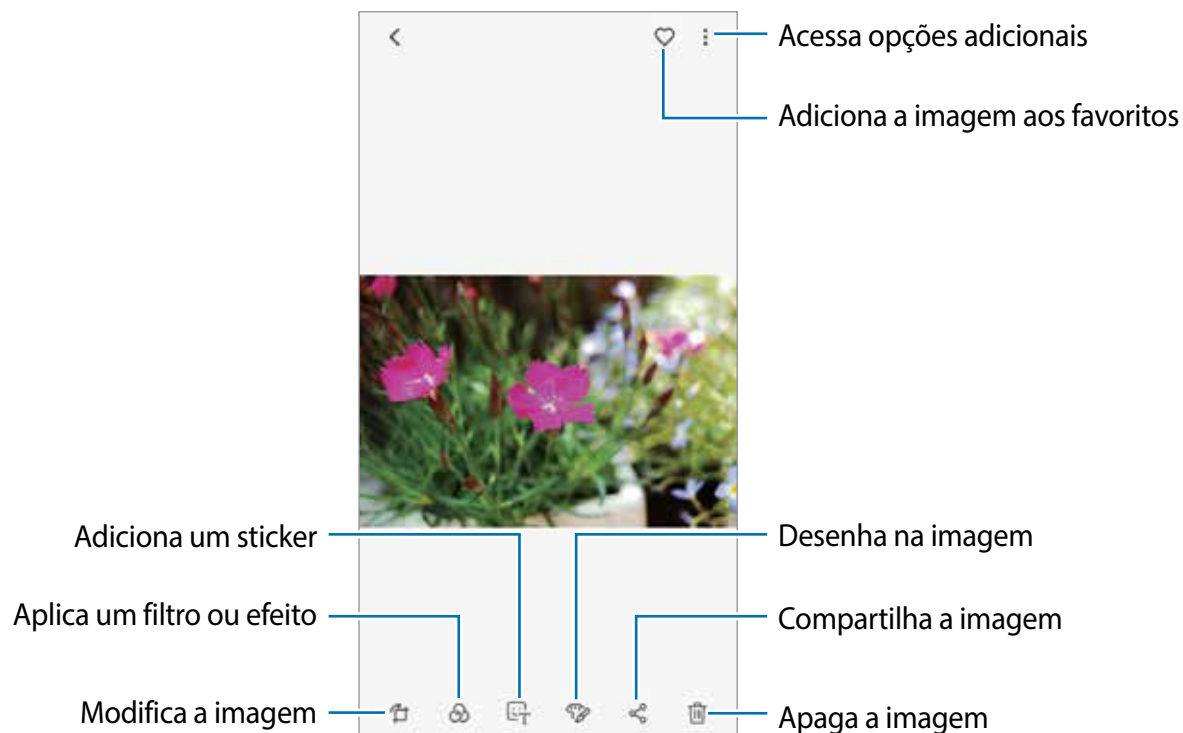 Acessa opções adicionais
Adiciona a imagem aos favoritos
Adiciona um sticker
Desenha na imagem
Aplica um filtro ou efeito
Compartilha a imagem
Modifica a imagem
Apaga a imagem